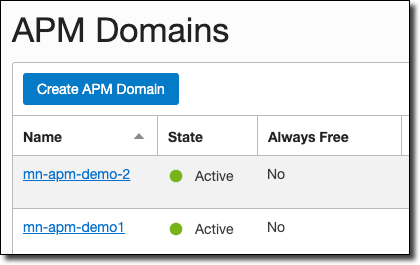 APM Domains
Create APM Domain
Name State Always Free
mn-apm-demo-2 Active No
mn-apm-demo1 Active No